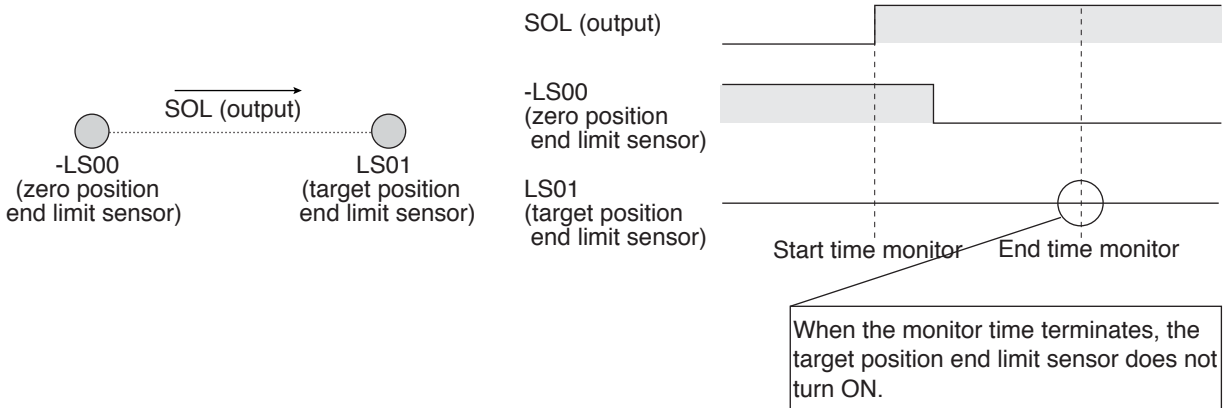 SOL (output)
-LS00
(zero position
end limit sensor)
LS01
(target position
end limit sensor)
SOL (output)
-LS00
(zero position
end limit sensor)
LS01
(target position
end limit sensor)
Start time monitor
End time monitor
When the monitor time terminates, the
target position end limit sensor does not
turn ON.